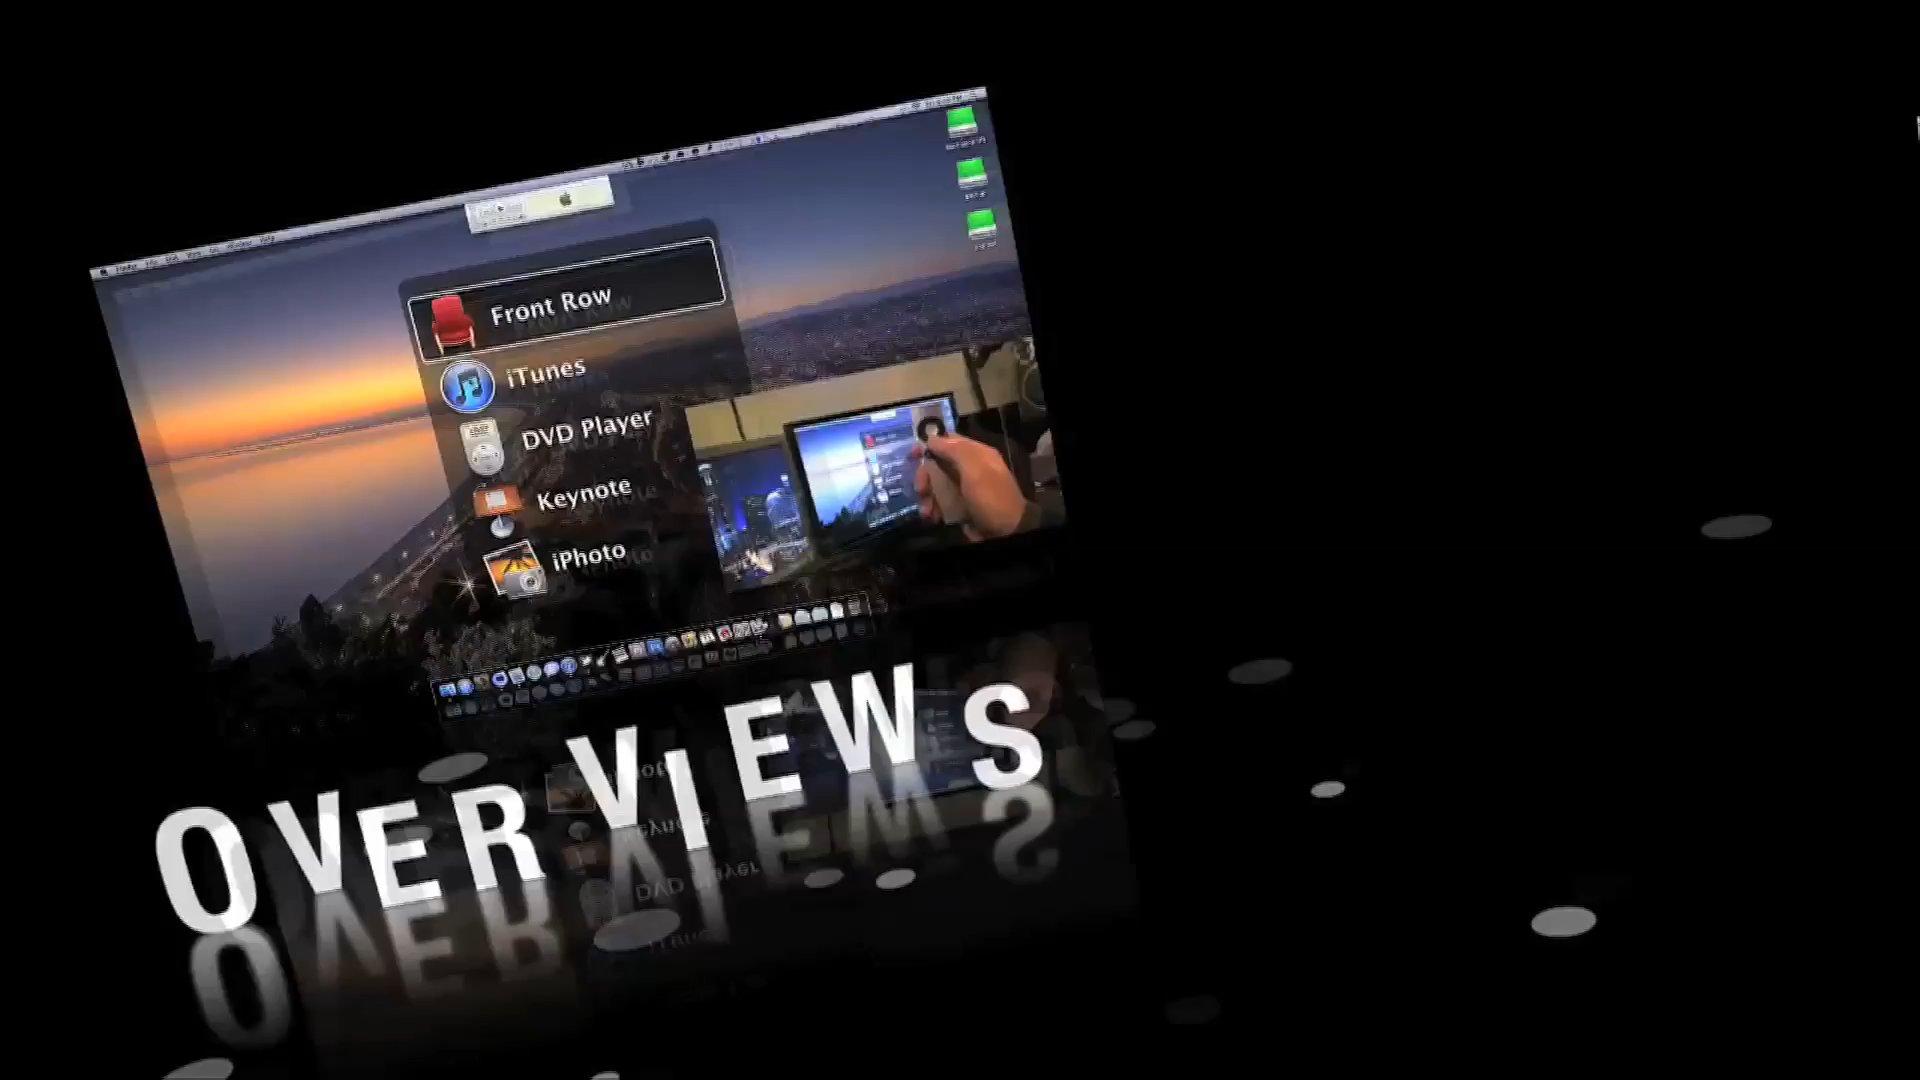 Front Row
iTunes
DVD Player
Keynote
iPhoto
OVERVIEWS